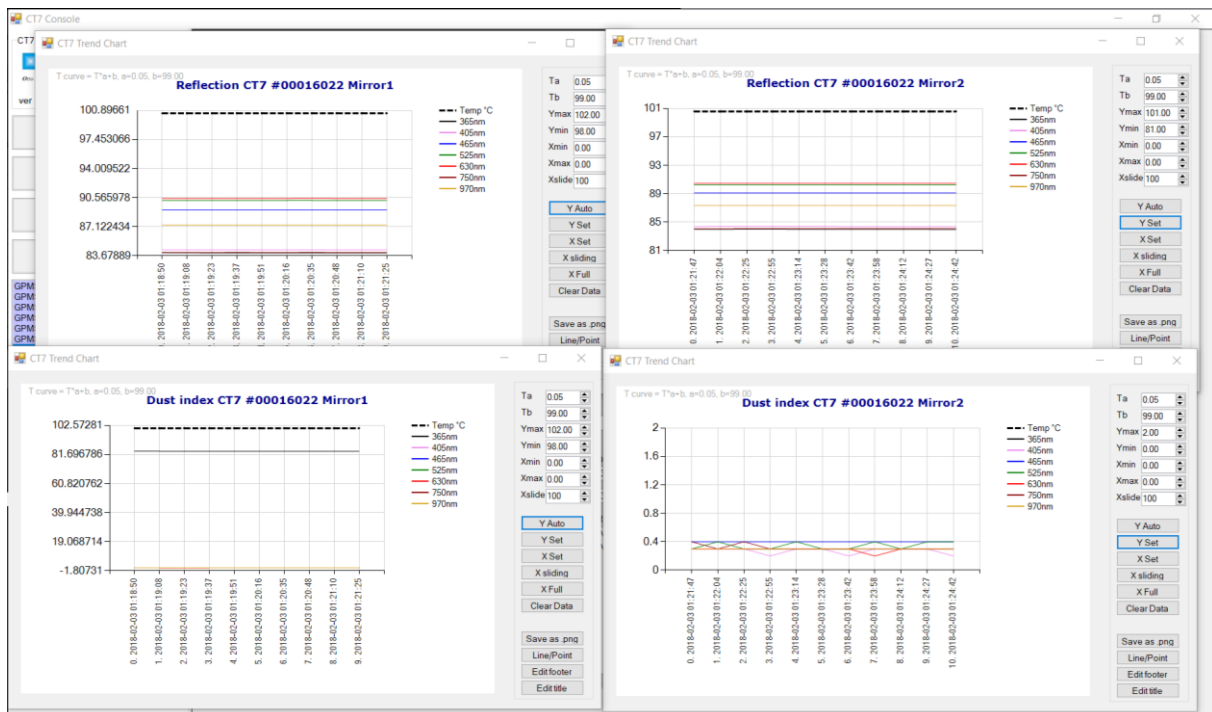 CT7 Console
CT7
ver
GPM
GPM
GPM
GPM
GPM
GPM
CT7 Trend Chart
T curve = T*a+b, a=0.05, b=99.00
Reflection CT7 #00016022 Mirror1
100.89661
97.453066
94.009522
90.565978
87.122434
83.67889
1. 2018-02-03 01:19:08
2. 2018-02-03 01:19:23
3. 2018-02-03 01:19:37
4. 2018-02-03 01:19:51
5. 2018-02-03 01:20:16
6. 2018-02-03 01:20:35
7. 2018-02-03 01:20:48
8. 2018-02-03 01:21:10
9. 2018-02-03 01:21:25
Temp °C
365nm
405nm
465nm
525nm
630nm
750nm
970nm
Ta 0.05
Tb 99.00
Ymax 102.00
Ymin 98.00
Xmin 0.00
Xmax 0.00
Xslide 100
Y Auto
Y Set
X Set
X sliding
X Full
Clear Data
Save as .png
Line/Point
CT7 Trend Chart
T curve = T*a+b, a=0.05, b=99.00
Reflection CT7 #00016022 Mirror2
101
97
93
89
85
81
0. 2018-02-03 01:21:47
1. 2018-02-03 01:22:04
2. 2018-02-03 01:22:25
3. 2018-02-03 01:22:55
4. 2018-02-03 01:23:14
5. 2018-02-03 01:23:28
6. 2018-02-03 01:23:42
7. 2018-02-03 01:23:58
8. 2018-02-03 01:24:12
9. 2018-02-03 01:24:27
10. 2018-02-03 01:24:42
Temp °C
365nm
405nm
465nm
525nm
630nm
750nm
970nm
Ta 0.05
Tb 99.00
Ymax 101.00
Ymin 81.00
Xmin 0.00
Xmax 0.00
Xslide 100
Y Auto
Y Set
X Set
X sliding
X Full
Clear Data
Save as .png
Line/Point
CT7 Trend Chart
T curve = T*a+b, a=0.05, b=99.00
Dust index CT7 #00016022 Mirror1
102.57281
81.696786
60.820762
39.944738
19.068714
-1.80731
0. 2018-02-03 01:18:50
1. 2018-02-03 01:19:08
2. 2018-02-03 01:19:23
3. 2018-02-03 01:19:37
4. 2018-02-03 01:19:51
5. 2018-02-03 01:20:16
6. 2018-02-03 01:20:35
7. 2018-02-03 01:20:48
8. 2018-02-03 01:21:10
9. 2018-02-03 01:21:25
Temp °C
365nm
405nm
465nm
525nm
630nm
750nm
970nm
Ta 0.05
Tb 99.00
Ymax 102.00
Ymin 98.00
Xmin 0.00
Xmax 0.00
Xslide 100
Y Auto
Y Set
X Set
X sliding
X Full
Clear Data
Save as .png
Line/Point
Edit footer
Edit title
CT7 Trend Chart
T curve = T*a+b, a=0.05, b=99.00
Dust index CT7 #00016022 Mirror2
2
1.6
1.2
0.8
0.4
0
0. 2018-02-03 01:21:47
1. 2018-02-03 01:22:04
2. 2018-02-03 01:22:25
3. 2018-02-03 01:22:55
4. 2018-02-03 01:23:14
5. 2018-02-03 01:23:28
6. 2018-02-03 01:23:42
7. 2018-02-03 01:23:58
8. 2018-02-03 01:24:12
9. 2018-02-03 01:24:27
10. 2018-02-03 01:24:42
Temp °C
365nm
405nm
465nm
525nm
630nm
750nm
970nm
Ta 0.05
Tb 99.00
Ymax 2.00
Ymin 0.00
Xmin 0.00
Xmax 0.00
Xslide 100
Y Auto
Y Set
X Set
X sliding
X Full
Clear Data
Save as .png
Line/Point
Edit footer
Edit title